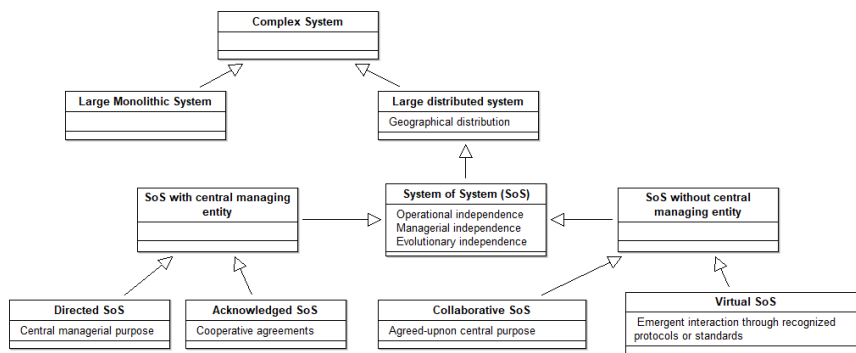 Complex System
Large Monolithic System
Large distributed system
Geographical distribution
SoS with central managing
entity
System of System (SoS)
Operational independence
Managerial independence
Evolutionary independence
SoS without central
managing entity
Directed SoS
Central managerial purpose
Acknowledged SoS
Cooperative agreements
Collaborative SoS
Agreed-upnon central purpose
Virtual SoS
Emergent interaction through recognized
protocols or standards